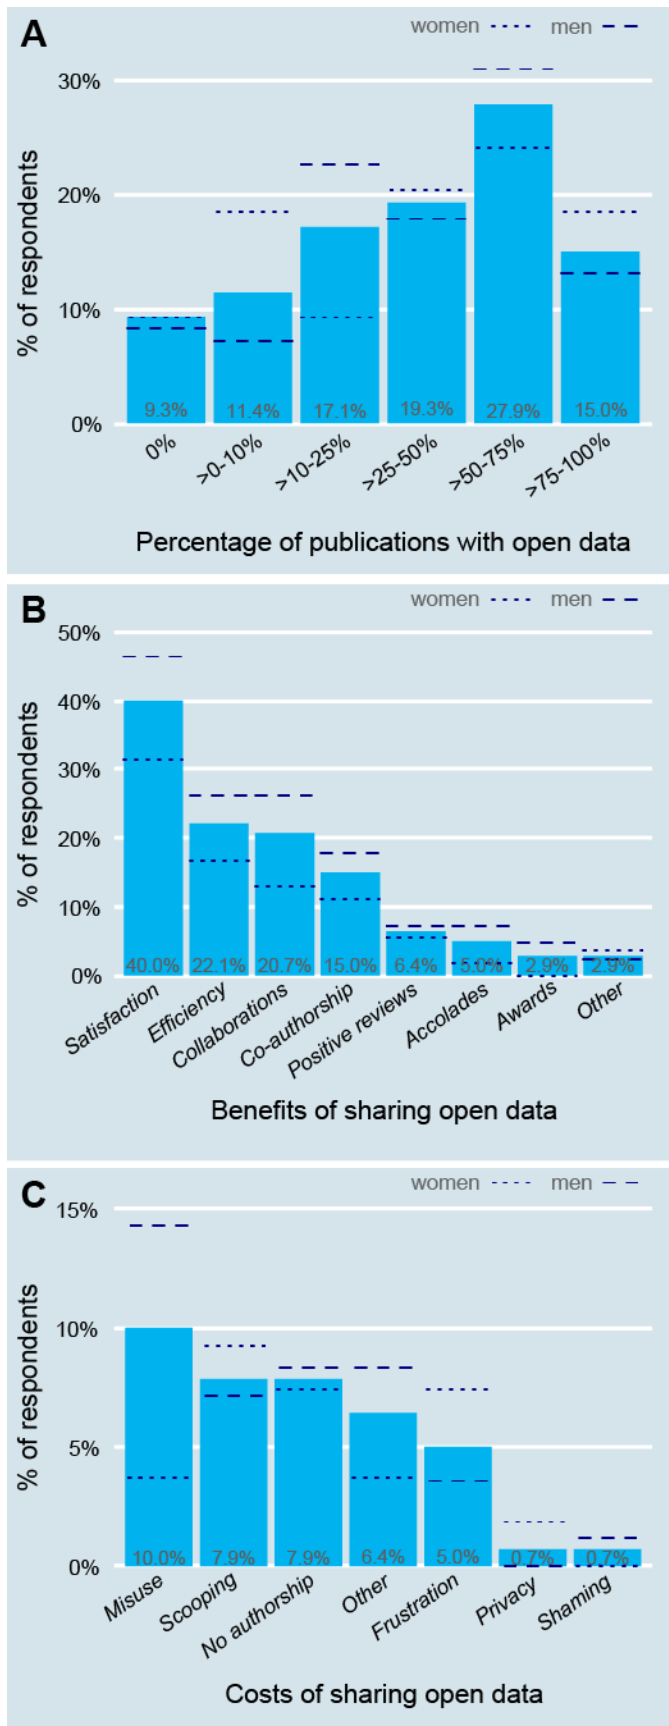 A
women men
30%
20%
10%
0%
% of respondents
9.3% 11.4% 17.1% 19.3% 27.9% 15.0%
0% >0-10% >10-25% >25-50% >50-75% >75-100%
Percentage of publications with open data
B
women men
50%
40%
30%
20%
10%
0%
% of respondents
40.0% 22.1% 20.7% 15.0% 6.4% 5.0% 2.9% 2.9%
Satisfaction Efficiency Collaborations Co-authorship Positive reviews Accolades Awards Other
Benefits of sharing open data
C
women men
15%
10%
5%
0%
% of respondents
10.0% 7.9% 7.9% 6.4% 5.0% 0.7% 0.7%
Misuse Scooping No authorship Other Frustration Privacy Shaming
Costs of sharing open data